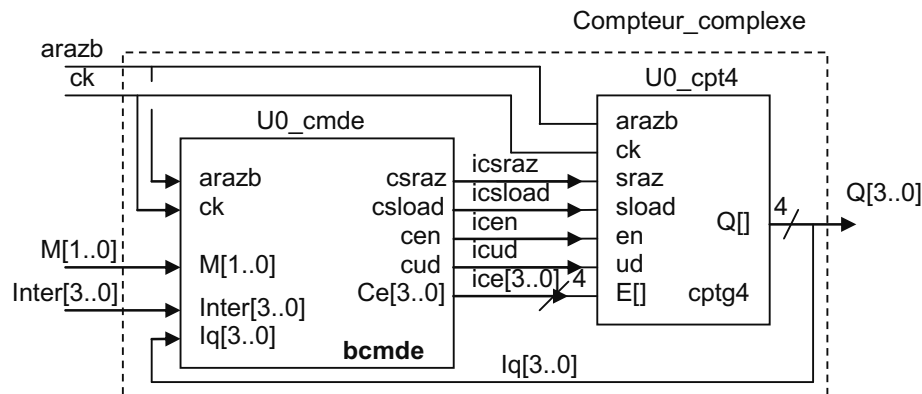 Compteur_complexe
arazb
ck
U0_cmde
U0_cpt4
arazb
ck
M[1..0]
Inter[3..0]
Iq[3..0]
bcmde
csraz
csload
cen
cud
Ce[3..0]
icsraz
icsload
icen
icud
ice[3..0]
4
arazb
ck
sraz
sload
en
ud
E[]
Q[]
cptg4
4
Q[3..0]
M[1..0]
Inter[3..0]
Iq[3..0]